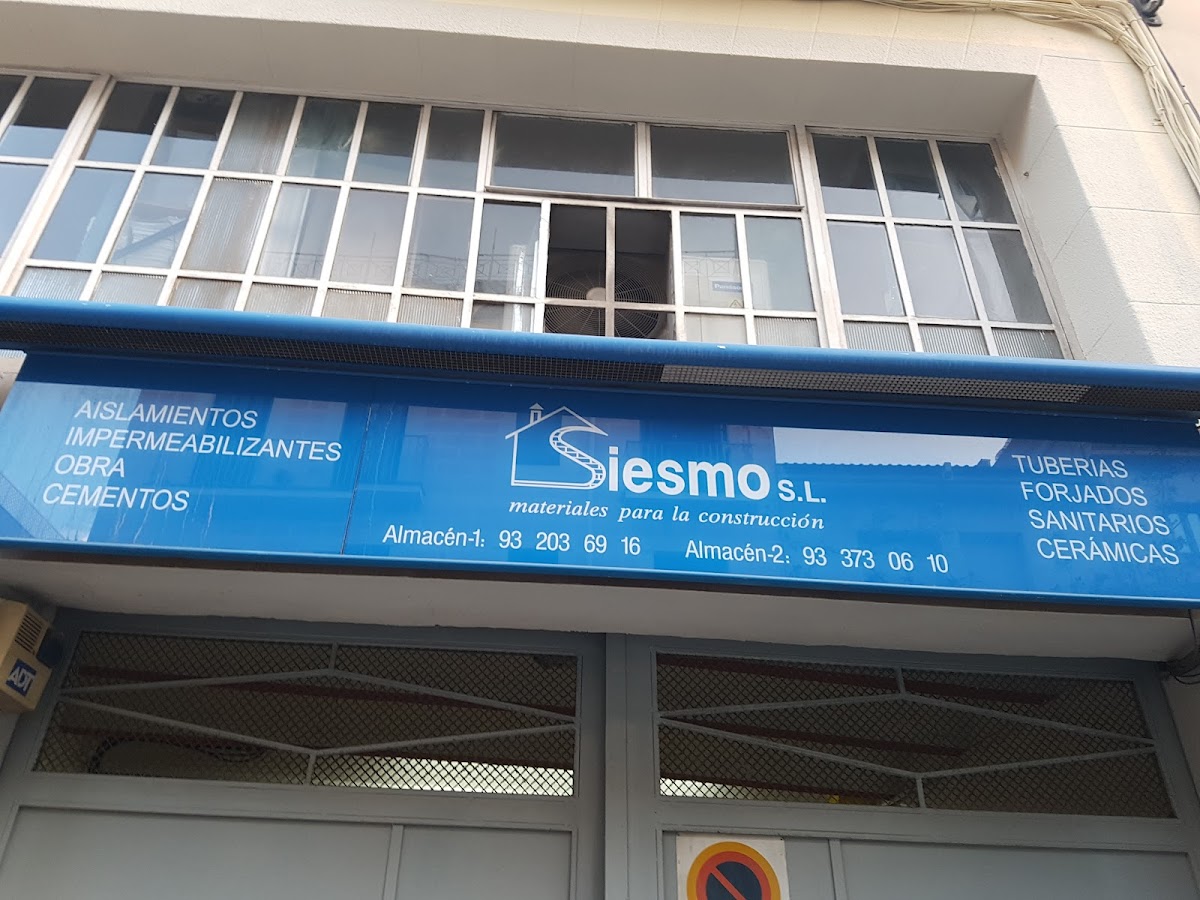 AISLAMIENTOS
IMPERMEABILIZANTES
OBRA
CEMENTOS
Siesmo S.L.
materiales para la construcción
Almacén-1: 93 203 69 16 Almacén-2: 93 373 06 10
TUBERIAS
FORJADOS
SANITARIOS
CERÁMICAS
ADT